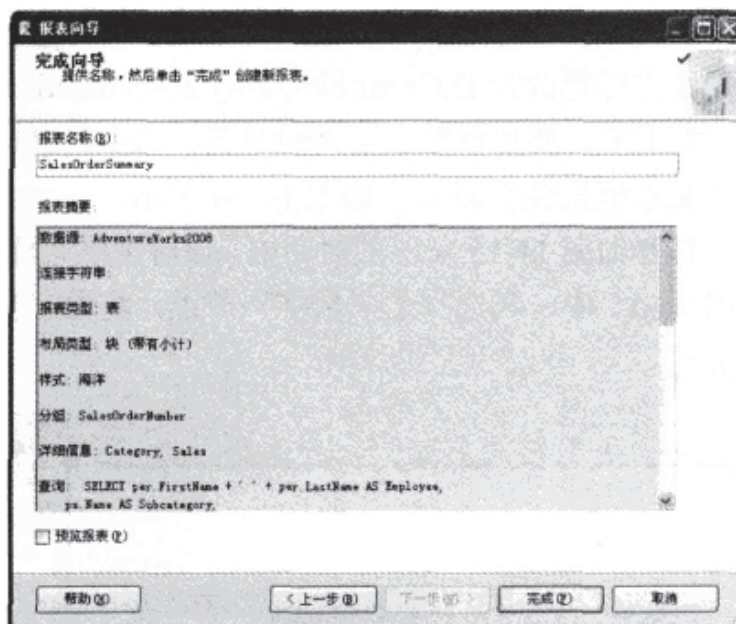 报表向导
完成向导
提供名称，然后单击“完成”创建新报表。
报表名称(R):
SalesOrderSummary
报表摘要:
数据源: AdventureWorks2008
连接字符串:
报表类型: 表
布局类型: 块 (带有小计)
样式: 海洋
分组: SalesOrderNumber
详细信息: Category, Sales
查询: SELECT per.FirstName + ' ' + per.LastName AS Employee,
ps.Name AS Subcategory,
预览报表(P)
帮助(H)
< 上一步(B)
下一步(N) >
完成(F)
取消